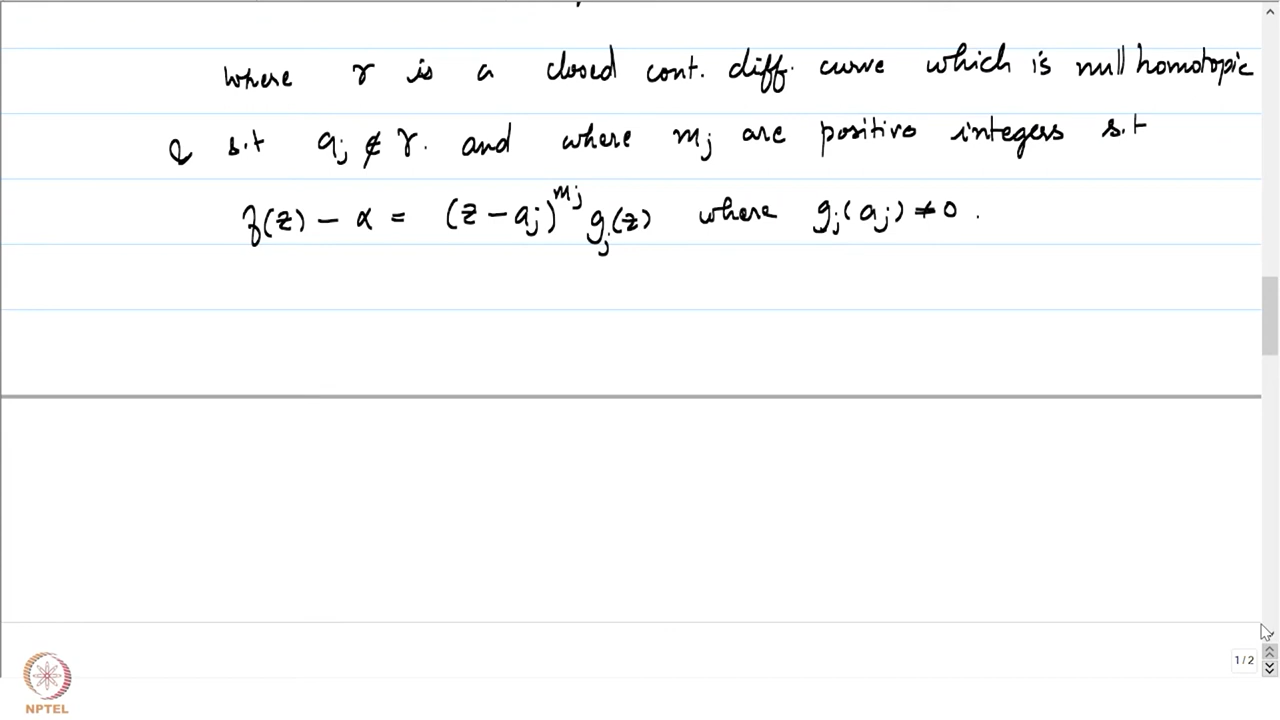 where γ is a closed cont. diff. curve which is null homotopic
& s.t a_j ∉ γ. and where m_j are positive integers s.t
f(z) - α = (z - a_j)^{m_j} g_j(z) where g_j(a_j) ≠ 0.
1 / 2
NPTEL